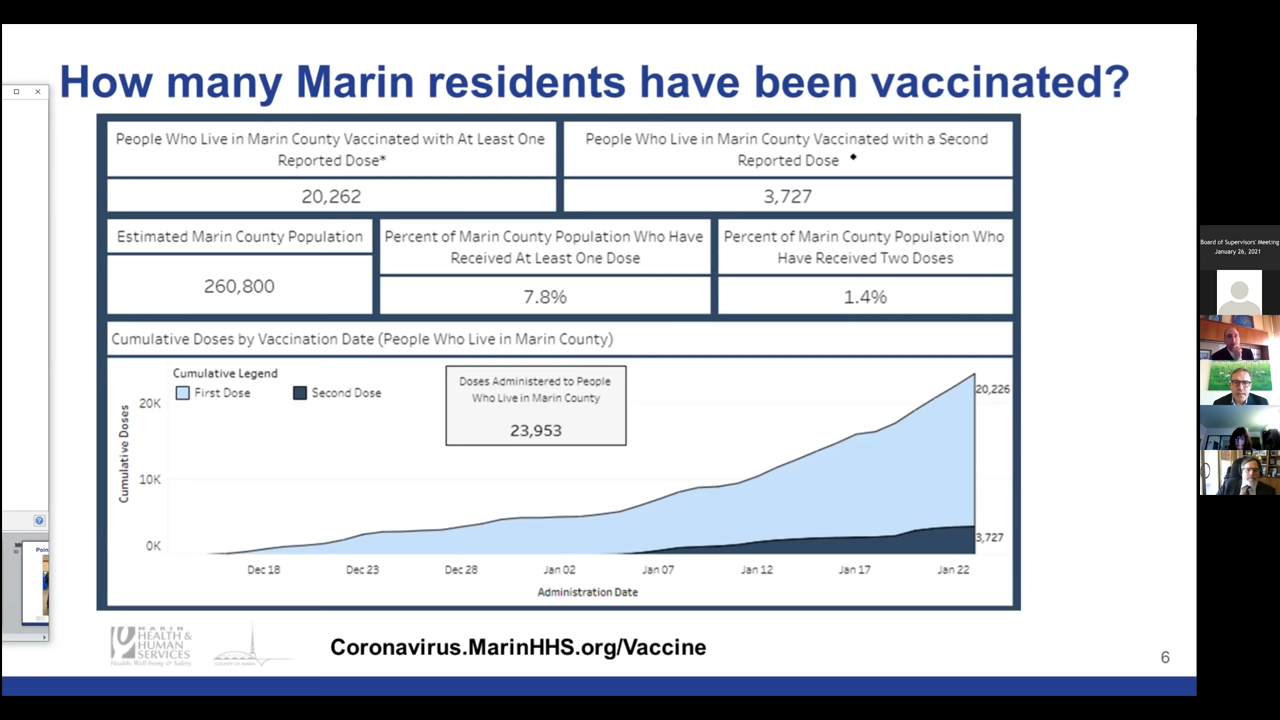 How many Marin residents have been vaccinated?
People Who Live in Marin County Vaccinated with At Least One
Reported Dose*
20,262
People Who Live in Marin County Vaccinated with a Second
Reported Dose ◆
3,727
Estimated Marin County Population
260,800
Percent of Marin County Population Who Have
Received At Least One Dose
7.8%
Percent of Marin County Population Who
Have Received Two Doses
1.4%
Cumulative Doses by Vaccination Date (People Who Live in Marin County)
Cumulative Legend
First Dose
Second Dose
Doses Administered to People
Who Live in Marin County
23,953
Cumulative Doses
20K
10K
0K
20,226
3,727
Dec 18
Dec 23
Dec 28
Jan 02
Jan 07
Jan 12
Jan 17
Jan 22
Administration Date
MARIN
HEALTH &
HUMAN
SERVICES
Health, Well-being & Safety
COUNTY OF MARIN
Coronavirus.MarinHHS.org/Vaccine
6
Board of Supervisors' Meeting
January 26, 2021